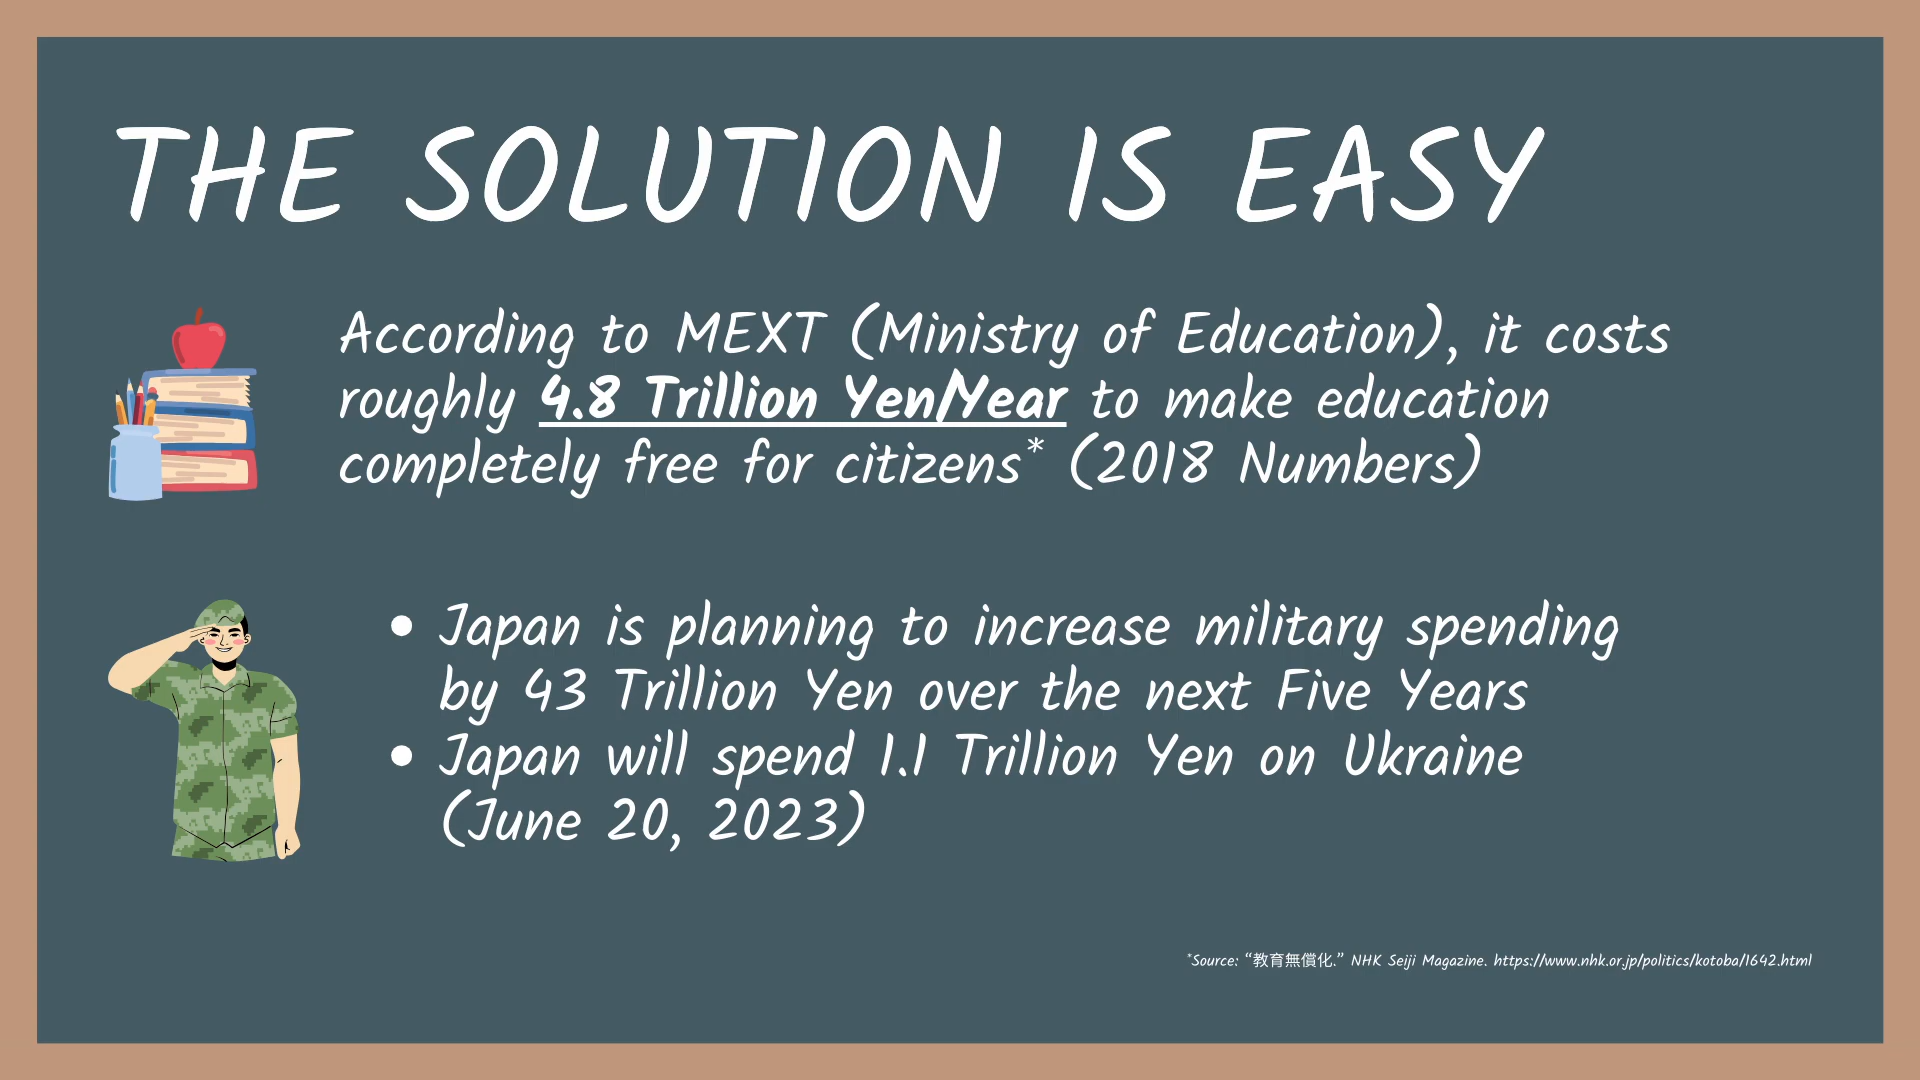 THE SOLUTION IS EASY
According to MEXT (Ministry of Education), it costs
roughly 4.8 Trillion Yen/Year to make education
completely free for citizens* (2018 Numbers)
• Japan is planning to increase military spending
by 43 Trillion Yen over the next Five Years
• Japan will spend 1.1 Trillion Yen on Ukraine
(June 20, 2023)
*Source: “教育無償化.” NHK Seiji Magazine. https://www.nhk.or.jp/politics/kotoba/1642.html